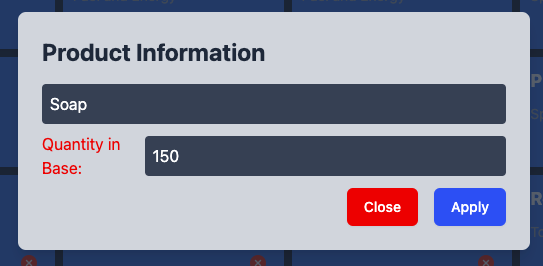 Product Information
Soap
Quantity in
Base:
150
Close
Apply